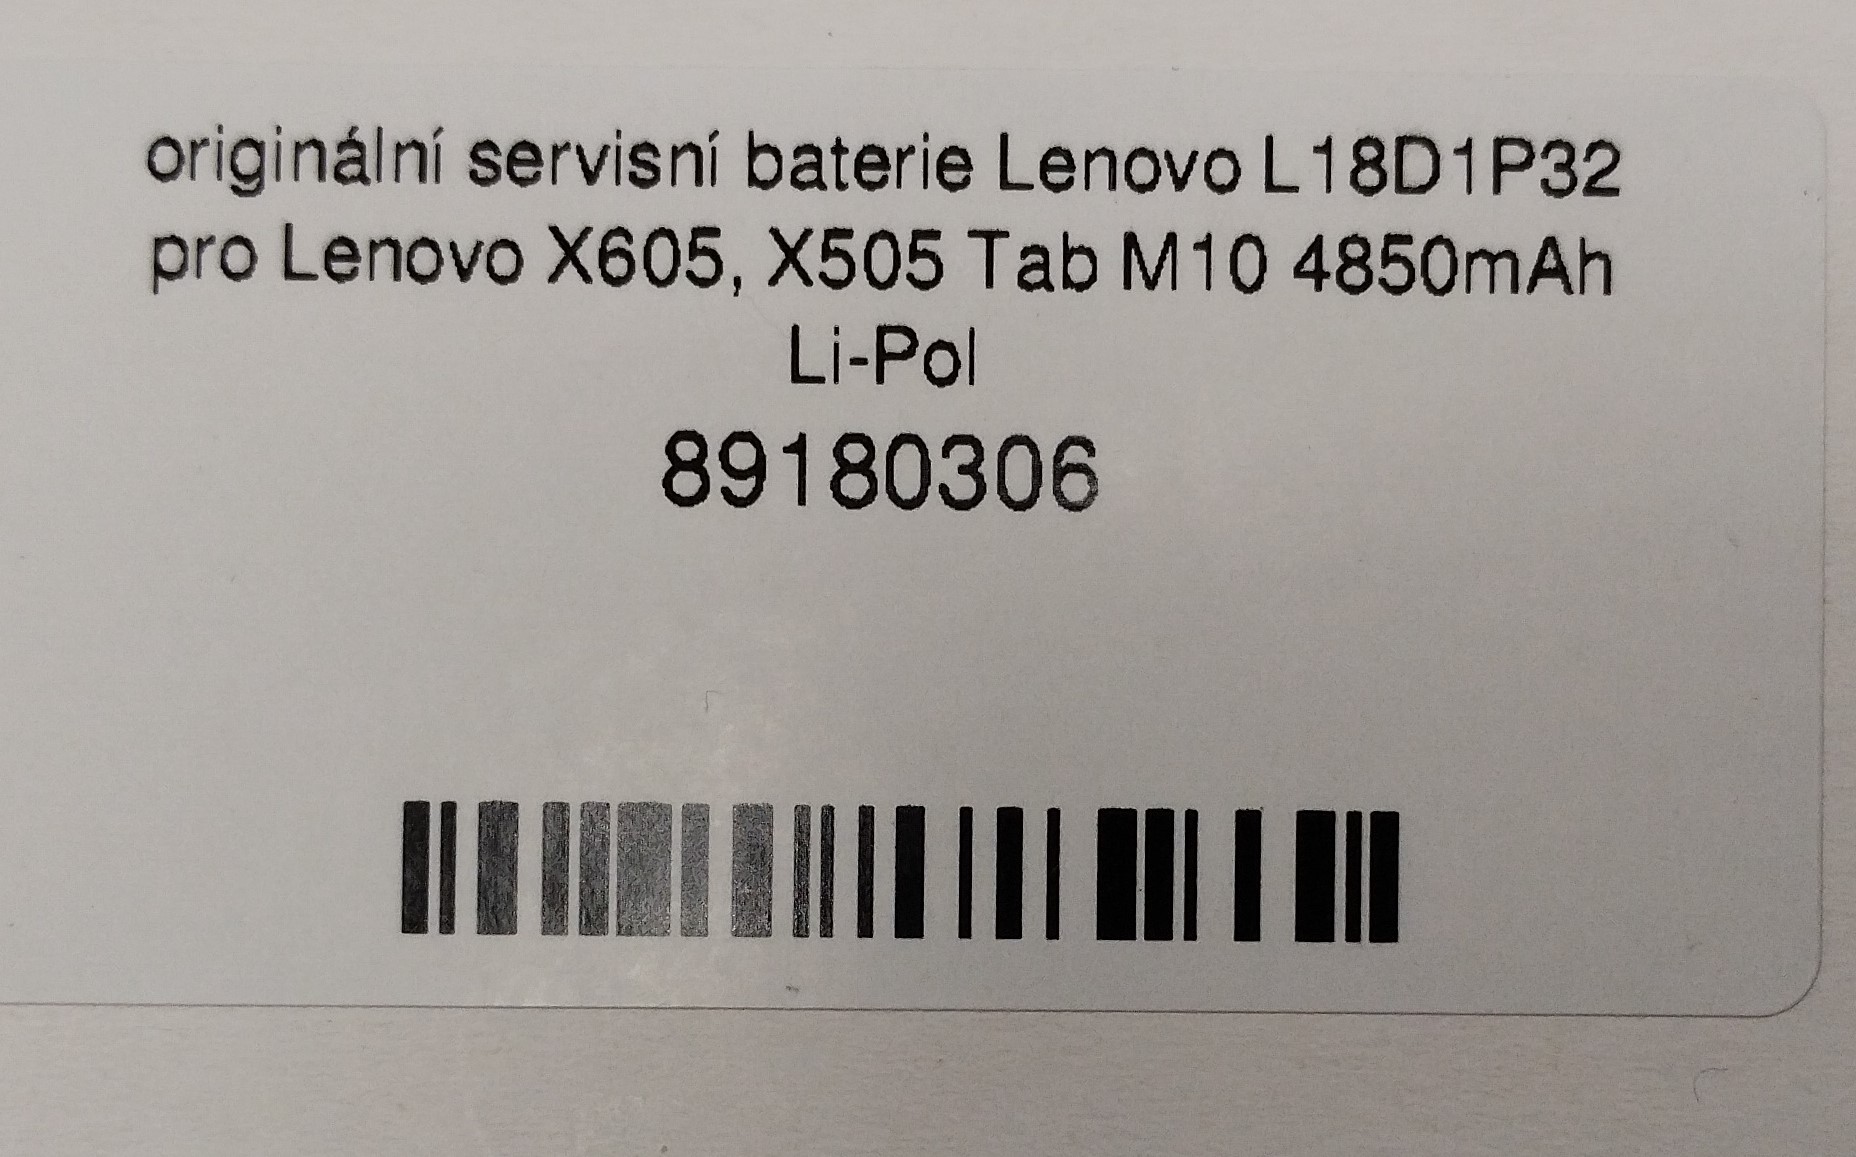 originální servisní baterie Lenovo L18D1P32
pro Lenovo X605, X505 Tab M10 4850mAh
Li-Pol
89180306